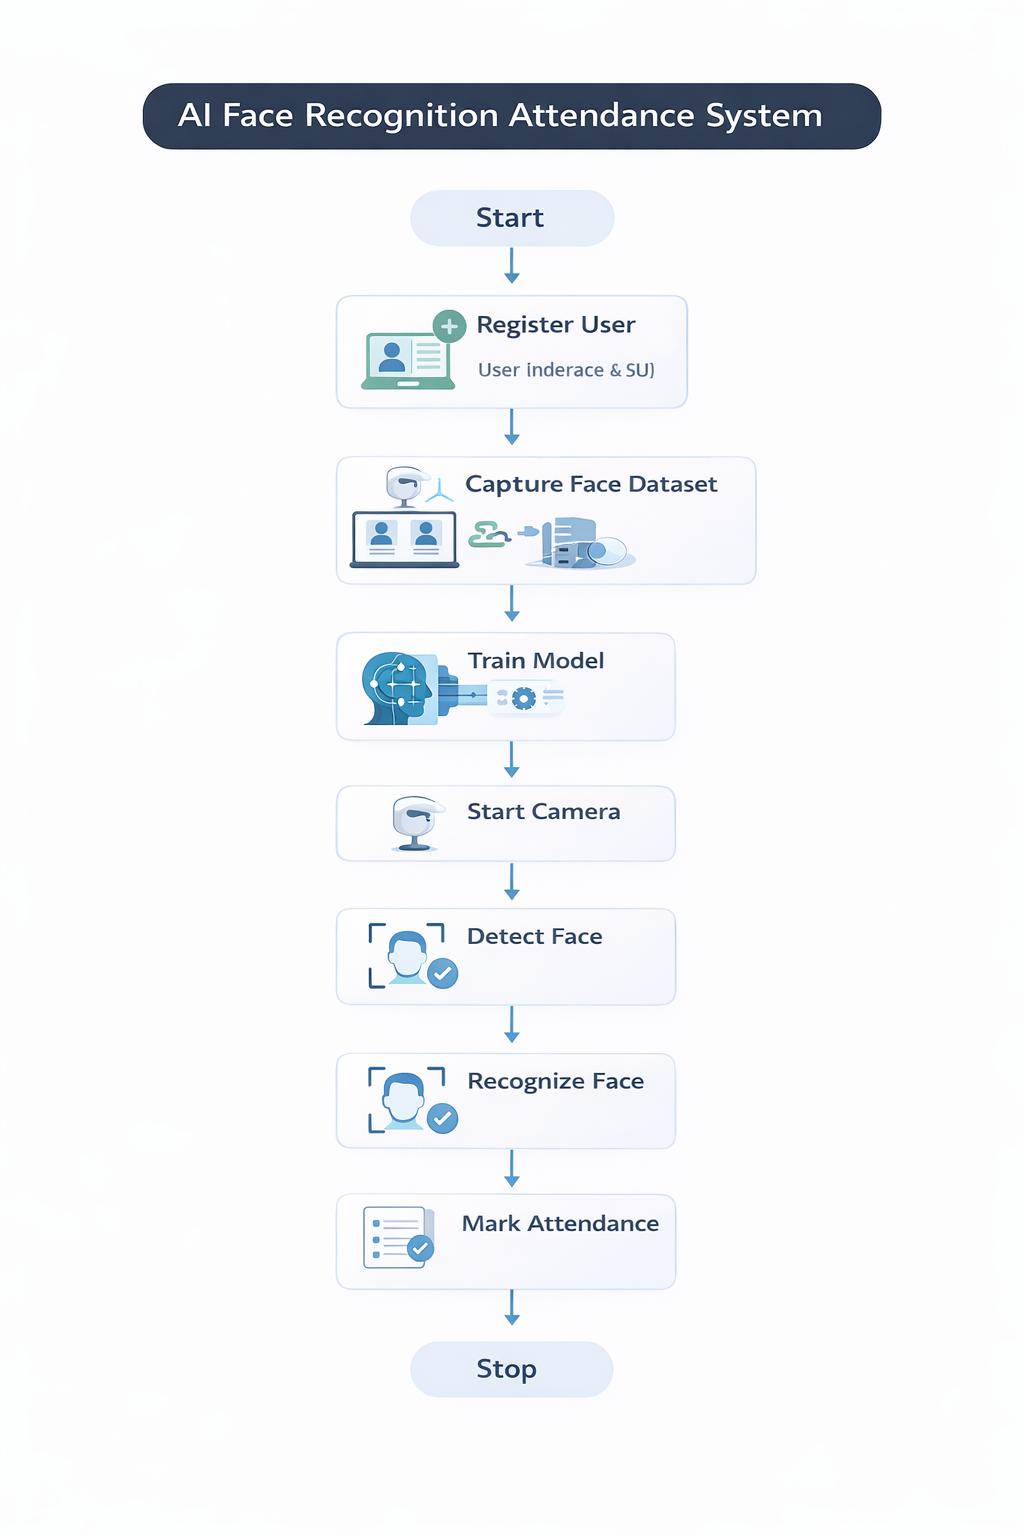 AI Face Recognition Attendance System
Start
Register User
User inderace & SU)
Capture Face Dataset
Train Model
Start Camera
Detect Face
Recognize Face
Mark Attendance
Stop